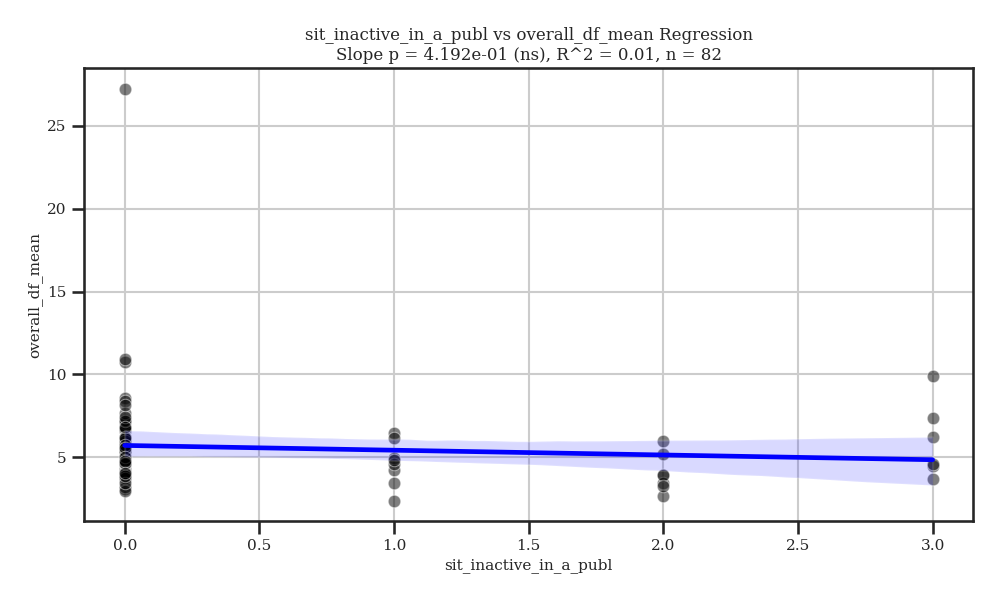 sit_inactive_in_a_publ vs overall_df_mean Regression
Slope p = 4.192e-01 (ns), R^2 = 0.01, n = 82
overall_df_mean
25
20
15
10
5
0.0 0.5 1.0 1.5 2.0 2.5 3.0
sit_inactive_in_a_publ